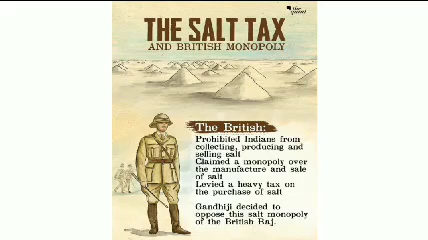 the quint
THE SALT TAX
AND BRITISH MONOPOLY
The British:
Prohibited Indians from
collecting, producing and
selling salt
Claimed a monopoly over
the manufacture and sale
of salt
Levied a heavy tax on
the purchase of salt
Gandhiji decided to
oppose this salt monopoly
of the British Raj.